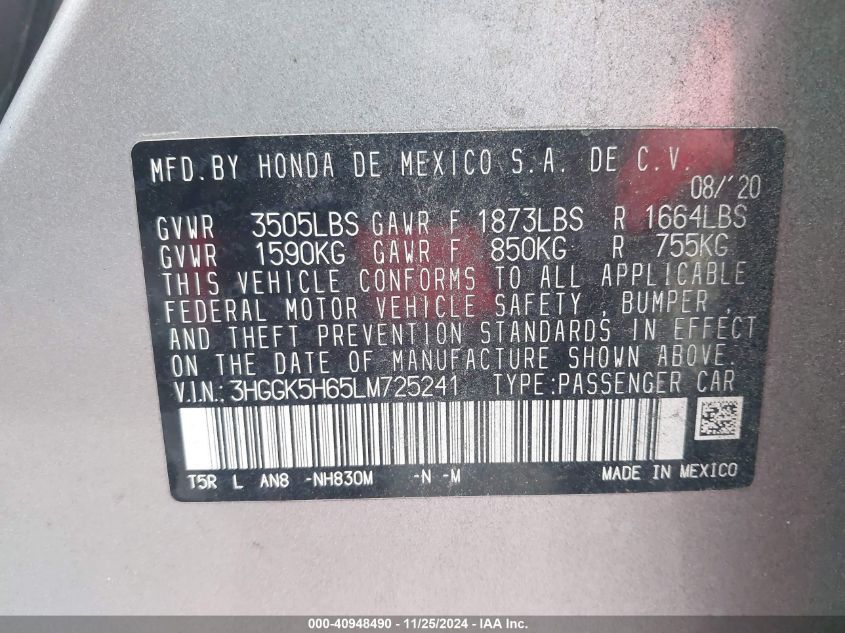 MFD. BY HONDA DE MEXICO S.A. DE C.V.
08/'20
GVWR 3505LBS GAWR F 1873LBS R 1664LBS
GVWR 1590KG GAWR F 850KG R 755KG
THIS VEHICLE CONFORMS TO ALL APPLICABLE
FEDERAL MOTOR VEHICLE SAFETY, BUMPER,
AND THEFT PREVENTION STANDARDS IN EFFECT
ON THE DATE OF MANUFACTURE SHOWN ABOVE.
V.I.N.: 3HGGK5H65LM725241 TYPE:PASSENGER CAR
T5R L AN8 -NH830M -N -M MADE IN MEXICO
000-40948490 - 11/25/2024 - IAA Inc.